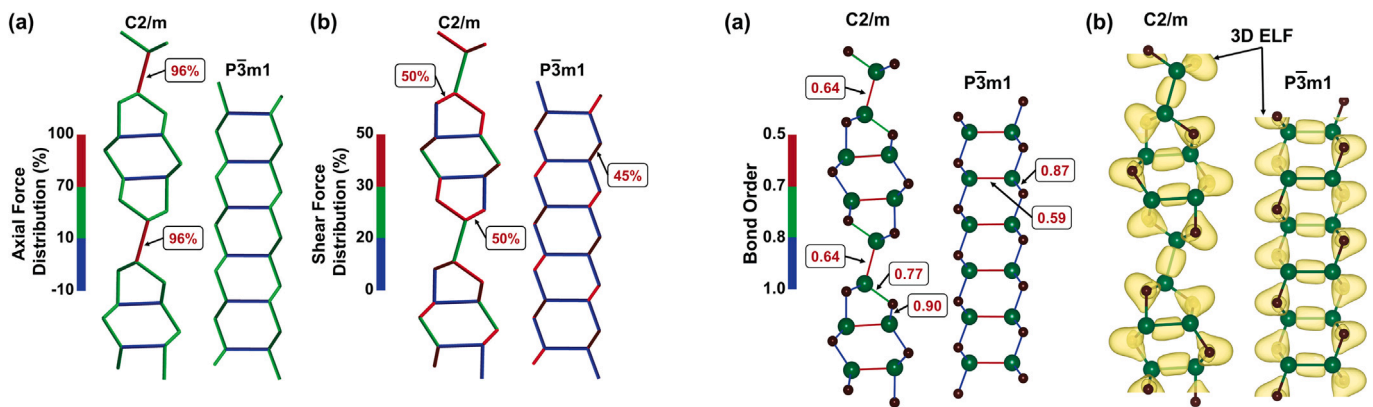 (a)
C2/m
P3̅m1
96%
Axial Force
Distribution (%)
100
70
10
-10
96%
(b)
C2/m
P3̅m1
50%
Shear Force
Distribution (%)
50
30
20
0
45%
50%
(a)
C2/m
P3̅m1
0.64
Bond Order
0.5
0.7
0.8
1.0
0.87
0.59
0.64
0.77
0.90
(b)
C2/m
3D ELF
P3̅m1